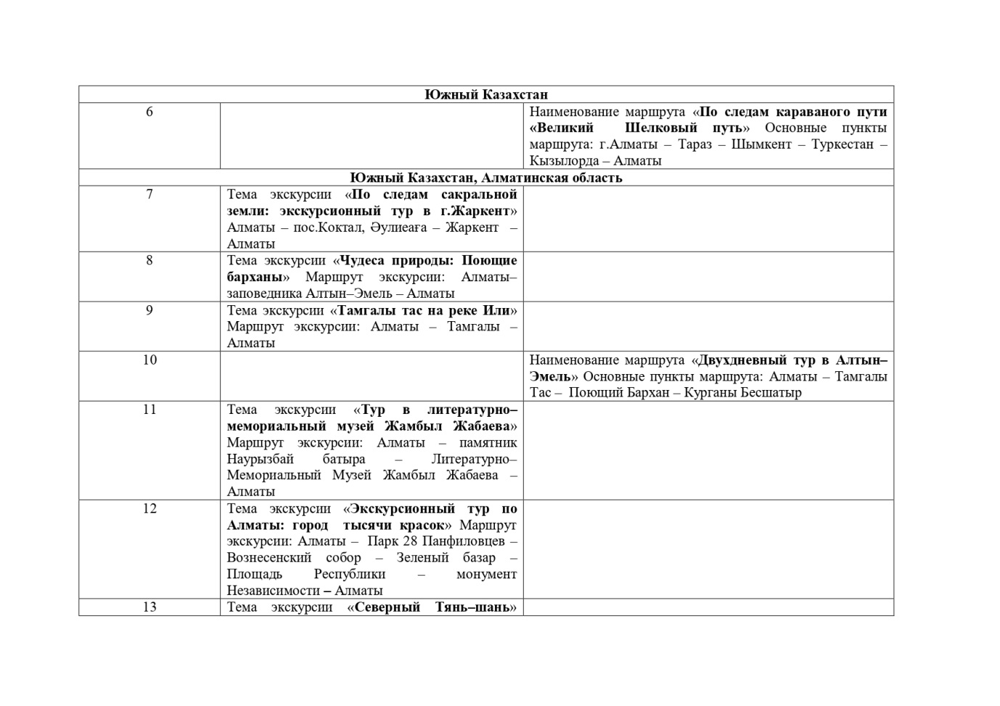 Южный Казахстан
6
Наименование маршрута «По следам караваного пути
«Великий Шелковый путь» Основные пункты
маршрута: г.Алматы – Тараз – Шымкент – Туркестан –
Кызылорда – Алматы
Южный Казахстан, Алматинская область
7
Тема экскурсии «По следам сакральной
земли: экскурсионный тур в г.Жаркент»
Алматы – пос.Коктал, Әулиеаға – Жаркент –
Алматы
8
Тема экскурсии «Чудеса природы: Поющие
барханы» Маршрут экскурсии: Алматы–
заповедника Алтын–Эмель – Алматы
9
Тема экскурсии «Тамгалы тас на реке Или»
Маршрут экскурсии: Алматы – Тамгалы –
Алматы
10
Наименование маршрута «Двухдневный тур в Алтын–
Эмель» Основные пункты маршрута: Алматы – Тамгалы
Тас – Поющий Бархан – Курганы Бесшатыр
11
Тема экскурсии «Тур в литературно–
мемориальный музей Жамбыл Жабаева»
Маршрут экскурсии: Алматы – памятник
Наурызбай батыра – Литературно–
Мемориальный Музей Жамбыл Жабаева –
Алматы
12
Тема экскурсии «Экскурсионный тур по
Алматы: город тысячи красок» Маршрут
экскурсии: Алматы – Парк 28 Панфиловцев –
Вознесенский собор – Зеленый базар –
Площадь Республики – монумент
Независимости – Алматы
13
Тема экскурсии «Северный Тянь–шань»